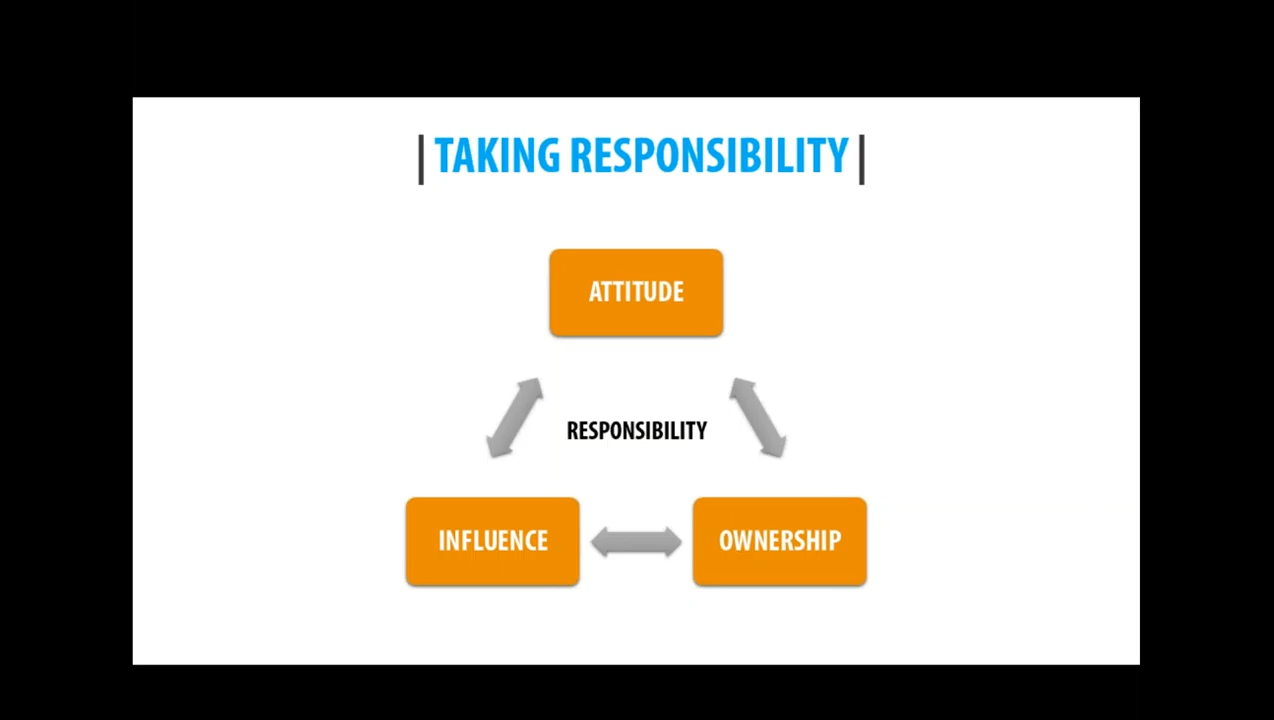 | TAKING RESPONSIBILITY |
ATTITUDE
RESPONSIBILITY
INFLUENCE
OWNERSHIP